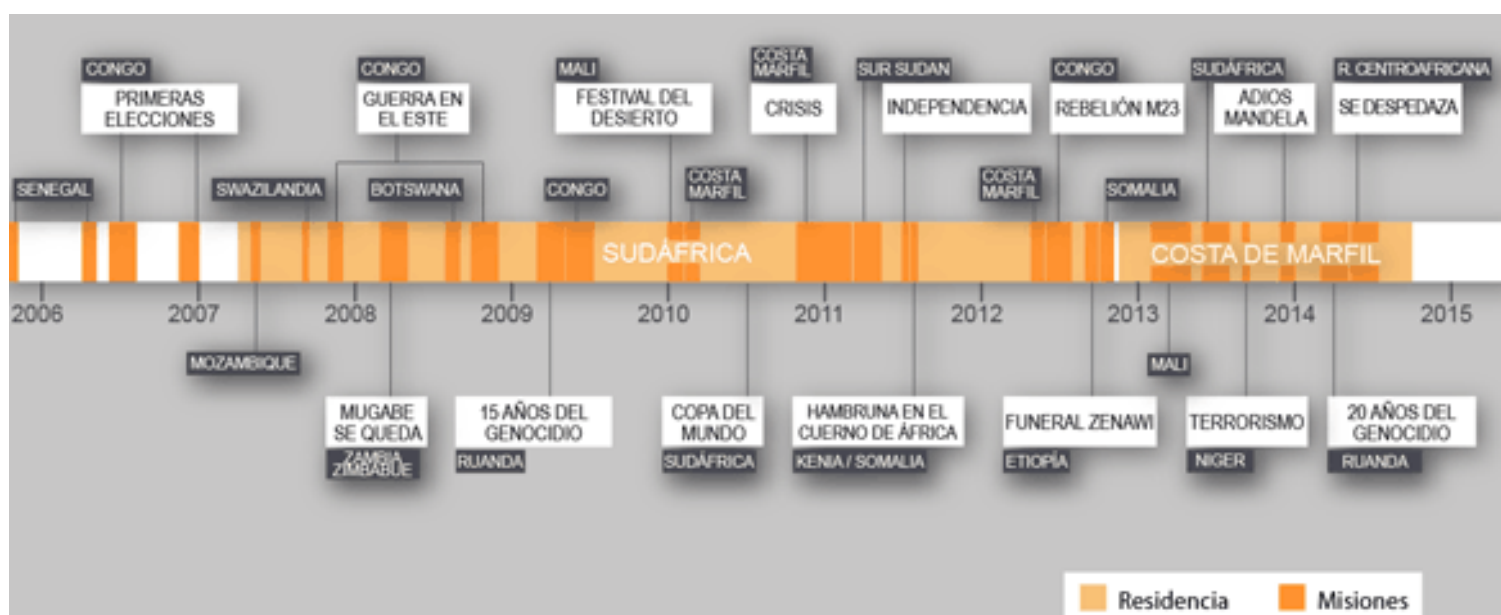 CONGO
PRIMERAS
ELECCIONES
CONGO
GUERRA EN
EL ESTE
MALI
FESTIVAL DEL
DESIERTO
COSTA
MARFIL
CRISIS
SUR SUDAN
INDEPENDENCIA
CONGO
REBELIÓN M23
SUDÁFRICA
ADIOS
MANDELA
R. CENTROAFRICANA
SE DESPEDAZA
SENEGAL
SWAZILANDIA
BOTSWANA
CONGO
COSTA
MARFIL
COSTA
MARFIL
SOMALIA
SUDÁFRICA
COSTA DE MARFIL
2006
2007
2008
2009
2010
2011
2012
2013
2014
2015
MOZAMBIQUE
MALI
MUGABE
SE QUEDA
ZAMBIA
ZIMBABUE
15 AÑOS DEL
GENOCIDIO
RUANDA
COPA DEL
MUNDO
SUDÁFRICA
HAMBRUNA EN EL
CUERNO DE ÁFRICA
KENIA / SOMALIA
FUNERAL ZENAWI
ETIOPÍA
TERRORISMO
NIGER
20 AÑOS DEL
GENOCIDIO
RUANDA
Residencia
Misiones